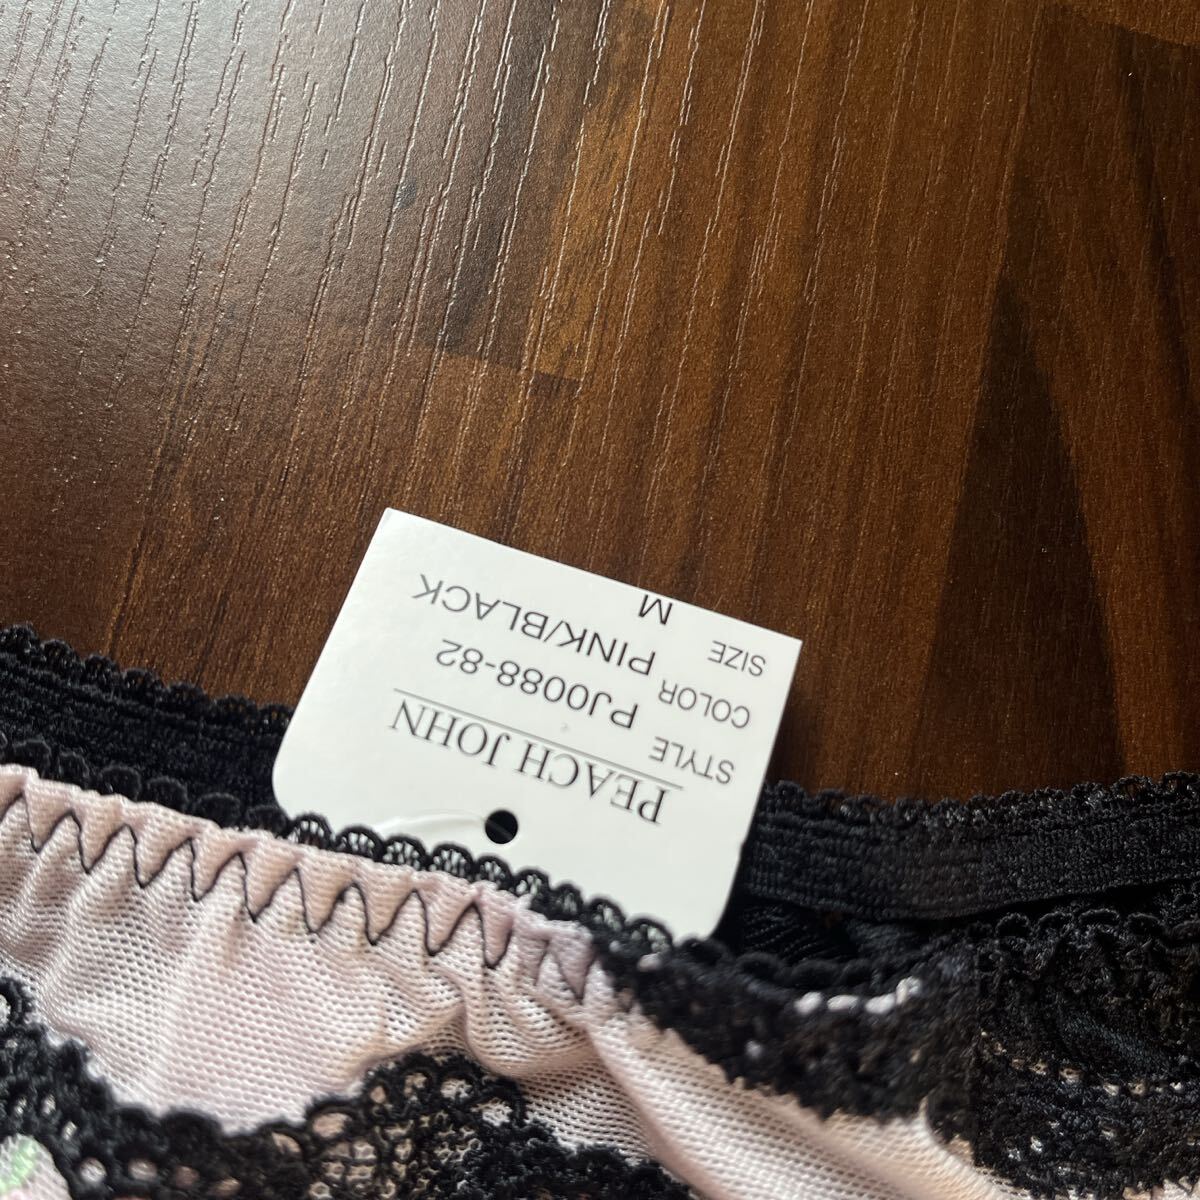 PEACH JOHN
STYLE PJ0088-82
COLOR PINK/BLACK
SIZE M